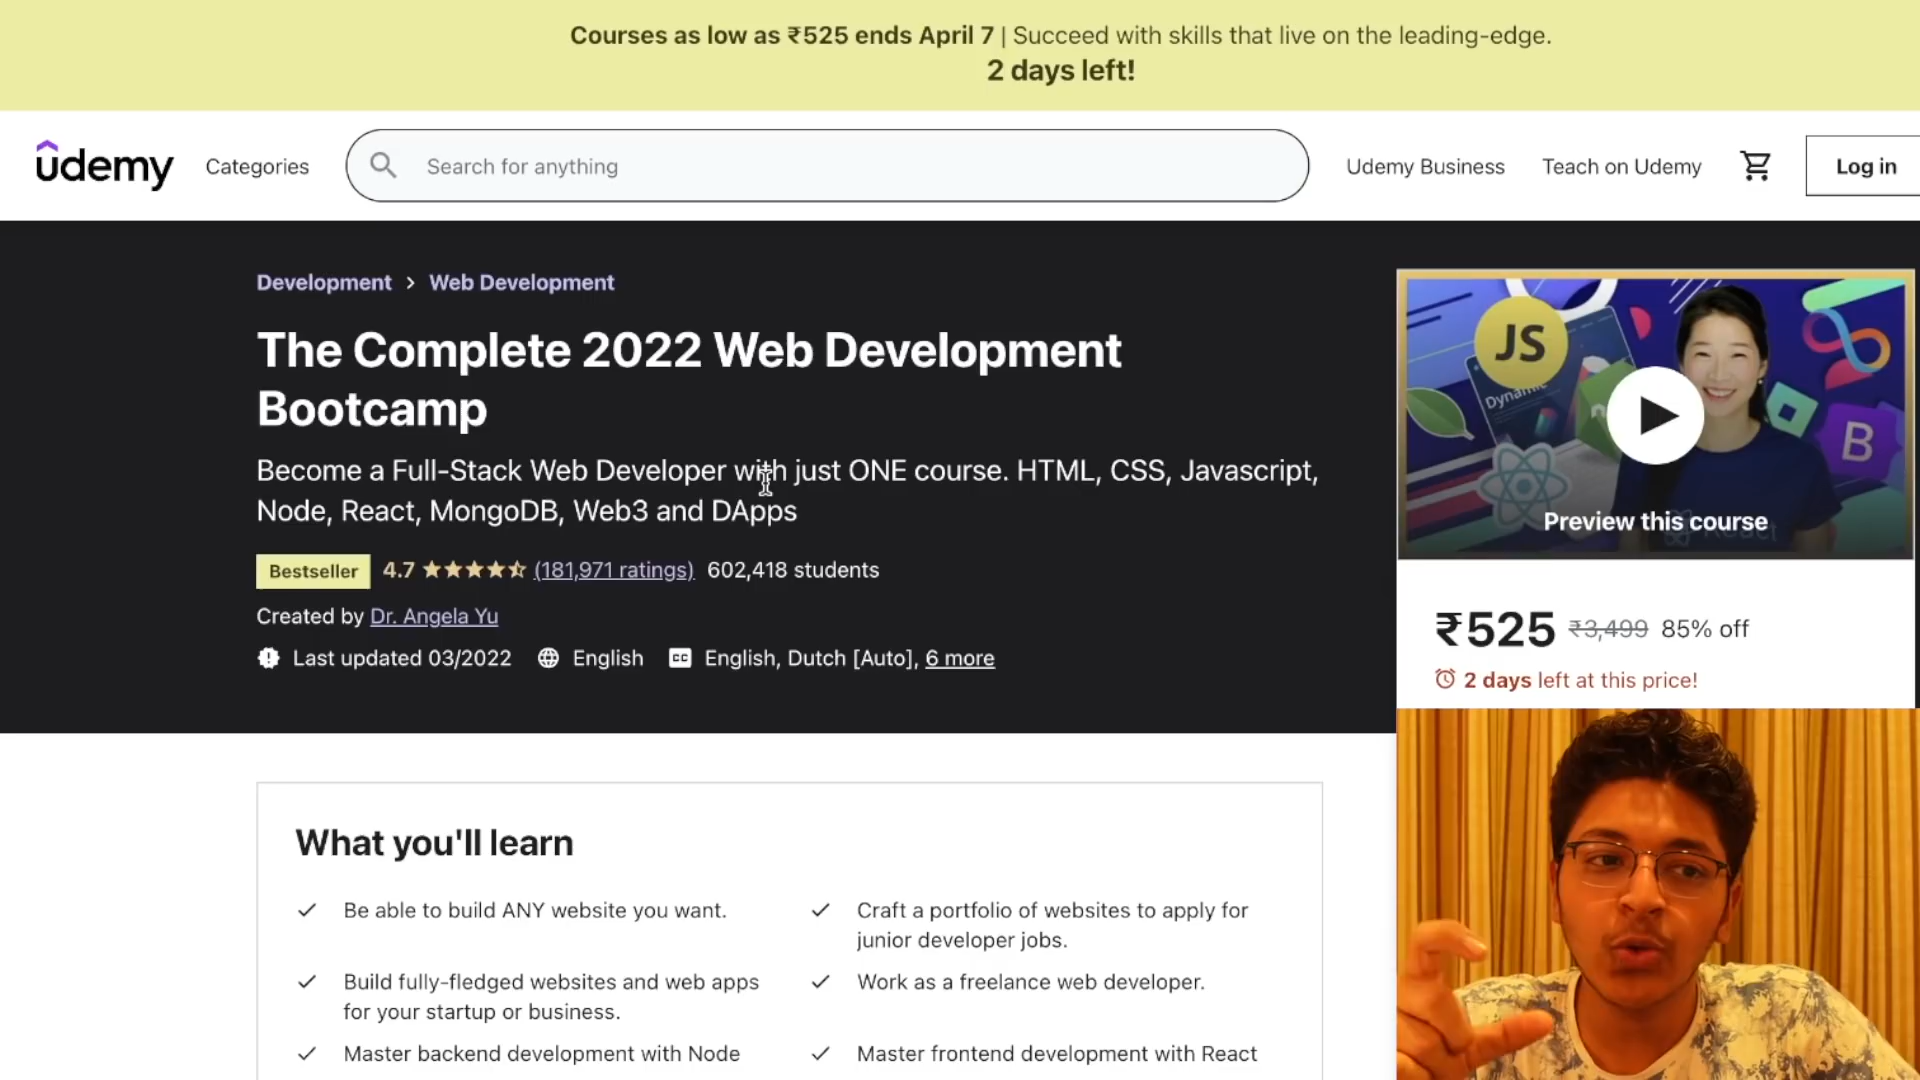 Courses as low as ₹525 ends April 7 | Succeed with skills that live on the leading-edge.
2 days left!
ûdemy
Categories
Search for anything
Udemy Business
Teach on Udemy
Log in
Development > Web Development
The Complete 2022 Web Development
Bootcamp
Become a Full-Stack Web Developer with just ONE course. HTML, CSS, Javascript,
Node, React, MongoDB, Web3 and DApps
Bestseller 4.7 (181,971 ratings) 602,418 students
Created by Dr. Angela Yu
Last updated 03/2022 English CC English, Dutch [Auto], 6 more
JS
Dynamic
B
Preview this course
React
₹525 ₹3,499 85% off
2 days left at this price!
What you'll learn
Be able to build ANY website you want.
Craft a portfolio of websites to apply for
junior developer jobs.
Build fully-fledged websites and web apps
for your startup or business.
Work as a freelance web developer.
Master backend development with Node
Master frontend development with React